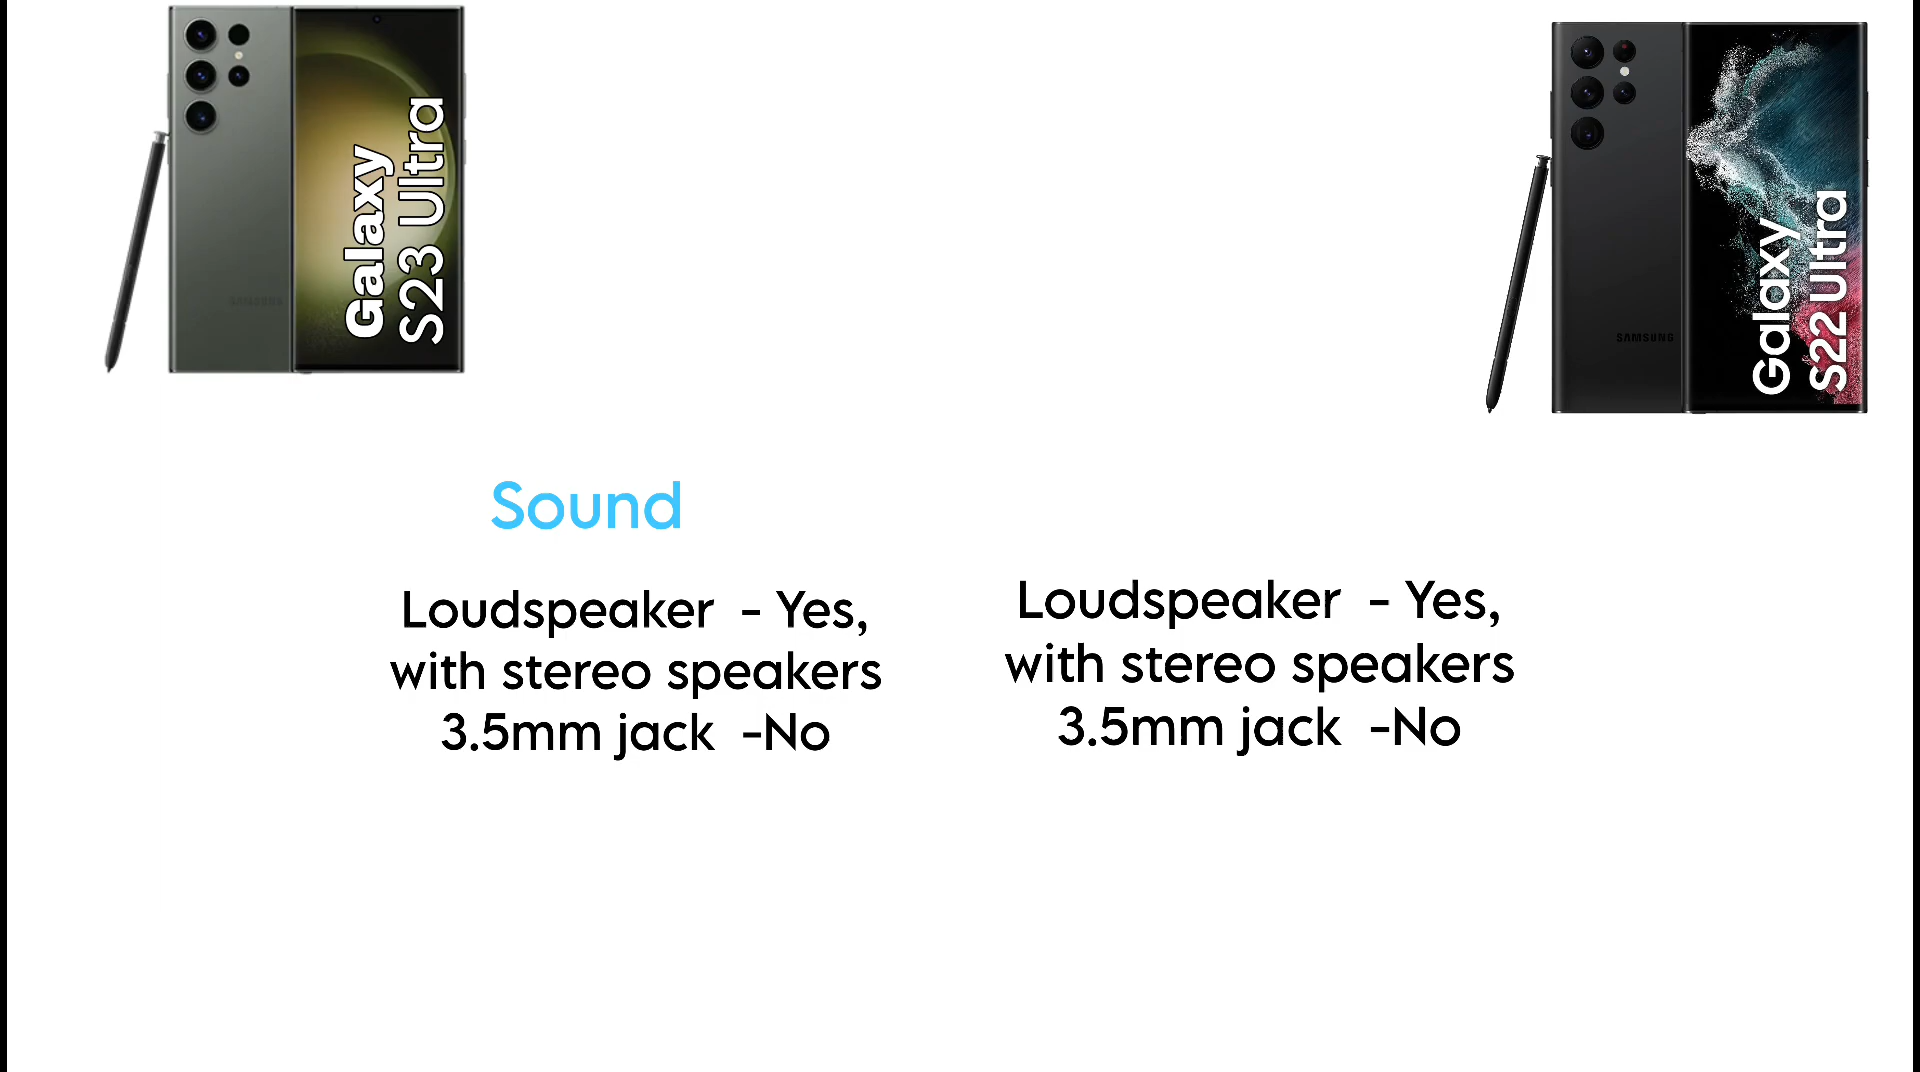 Galaxy
S23 Ultra
SAMSUNG
Galaxy
S22 Ultra
SAMSUNG
Sound
Loudspeaker - Yes,
with stereo speakers
3.5mm jack -No
Loudspeaker - Yes,
with stereo speakers
3.5mm jack -No